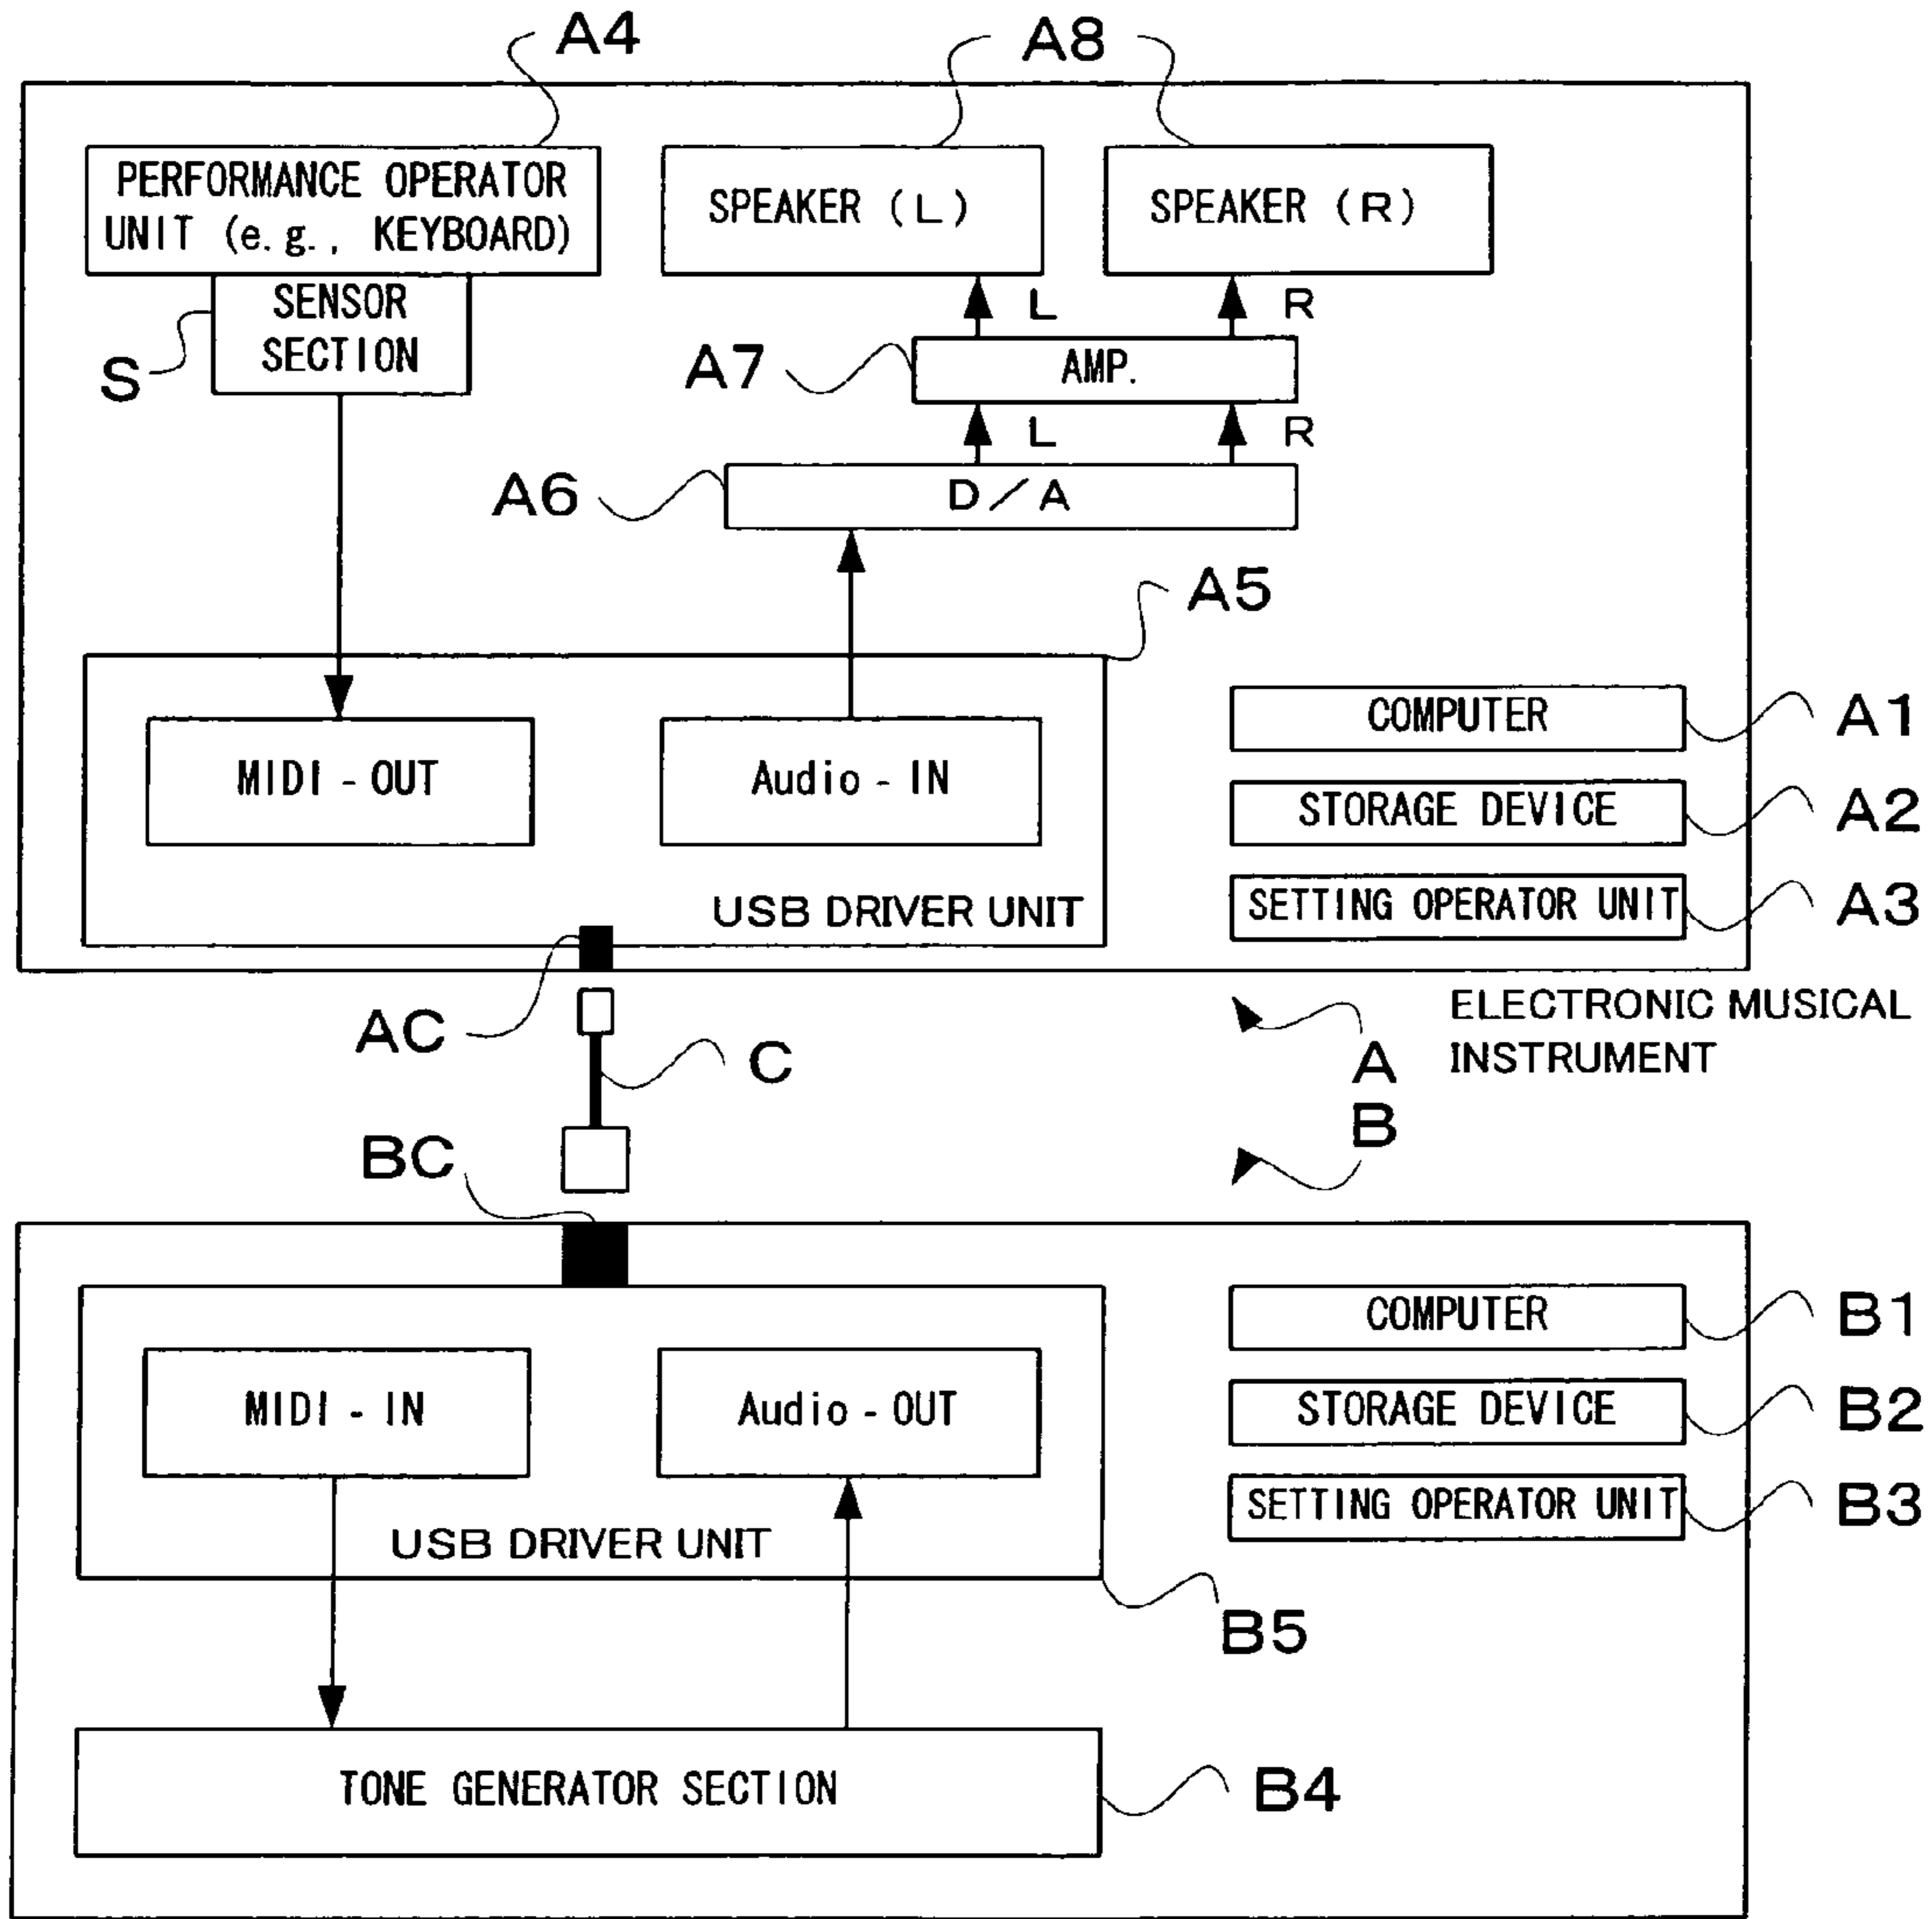 A4
A8
PERFORMANCE OPERATOR
UNIT (e.g., KEYBOARD)
SPEAKER (L)
SPEAKER (R)
SENSOR
SECTION
S
L
R
A7
AMP.
L
R
A6
D/A
A5
MIDI-OUT
Audio-IN
USB DRIVER UNIT
COMPUTER
A1
STORAGE DEVICE
A2
SETTING OPERATOR UNIT
A3
AC
C
A
ELECTRONIC MUSICAL
INSTRUMENT
B
BC
MIDI-IN
Audio-OUT
USB DRIVER UNIT
COMPUTER
B1
STORAGE DEVICE
B2
SETTING OPERATOR UNIT
B3
B5
TONE GENERATOR SECTION
B4